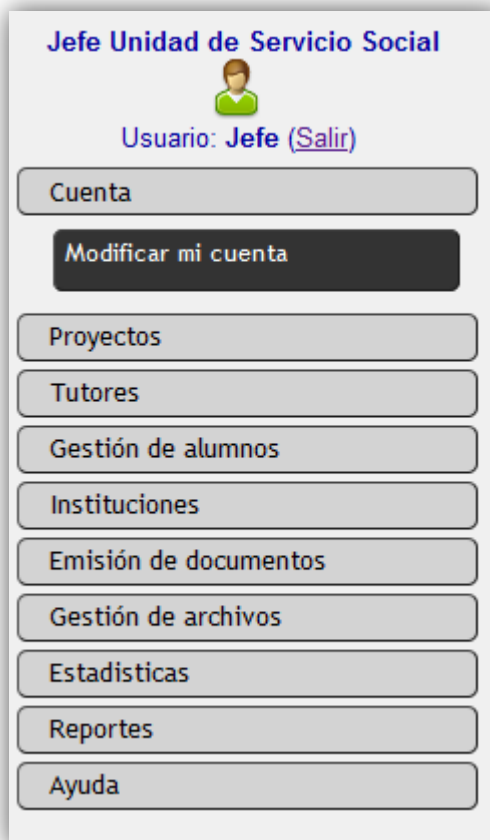 Jefe Unidad de Servicio Social
Usuario: Jefe (Salir)
Cuenta
Modificar mi cuenta
Proyectos
Tutores
Gestión de alumnos
Instituciones
Emisión de documentos
Gestión de archivos
Estadisticas
Reportes
Ayuda